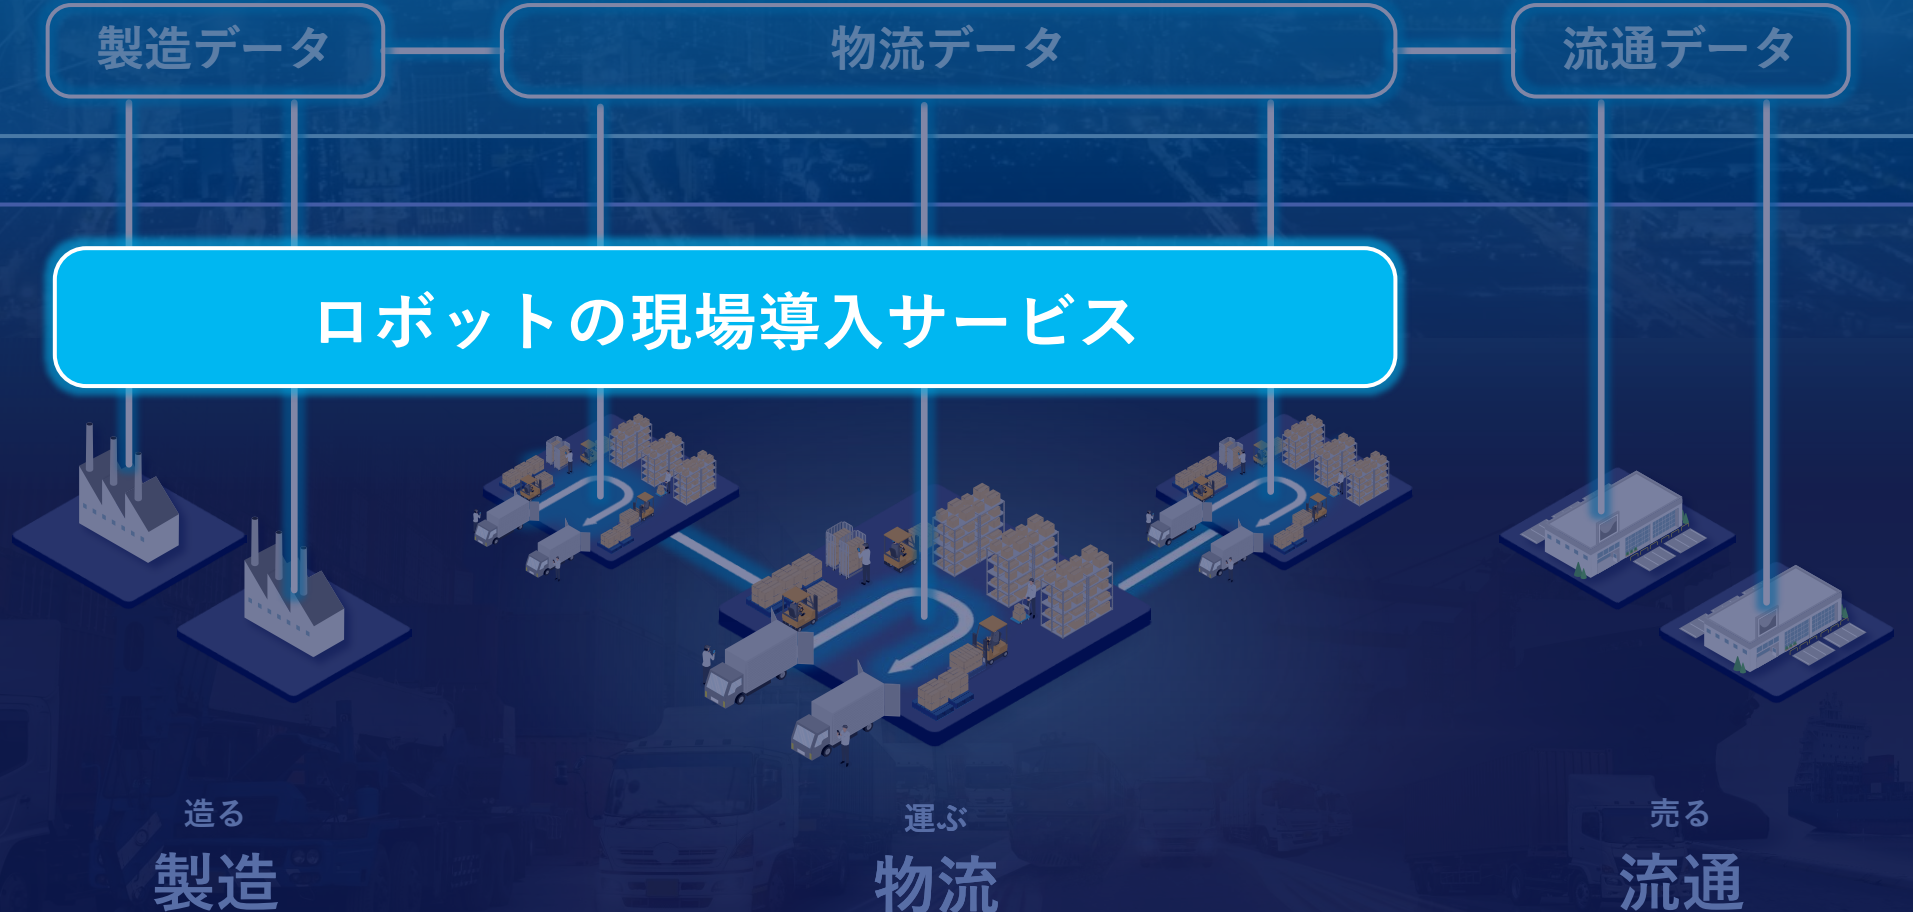 製造データ
物流データ
流通データ
ロボットの現場導入サービス
造る
製造
運ぶ
物流
売る
流通